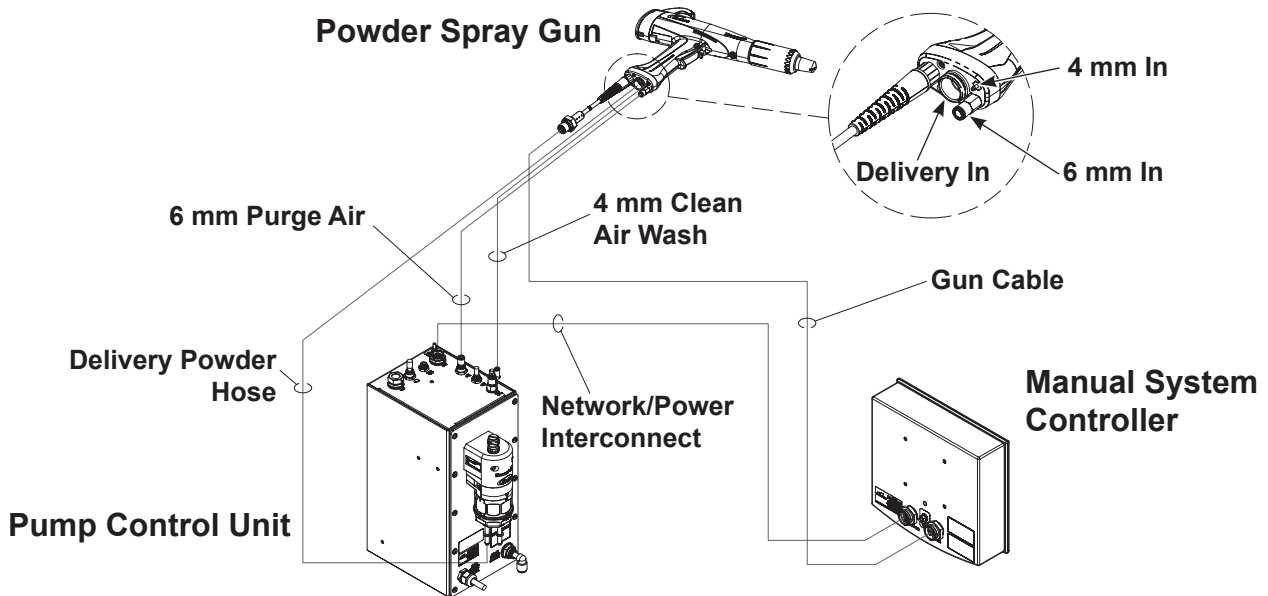 Powder Spray Gun
4 mm In
Delivery In
6 mm In
6 mm Purge Air
4 mm Clean
Air Wash
Gun Cable
Delivery Powder
Hose
Network/Power
Interconnect
Manual System
Controller
Pump Control Unit